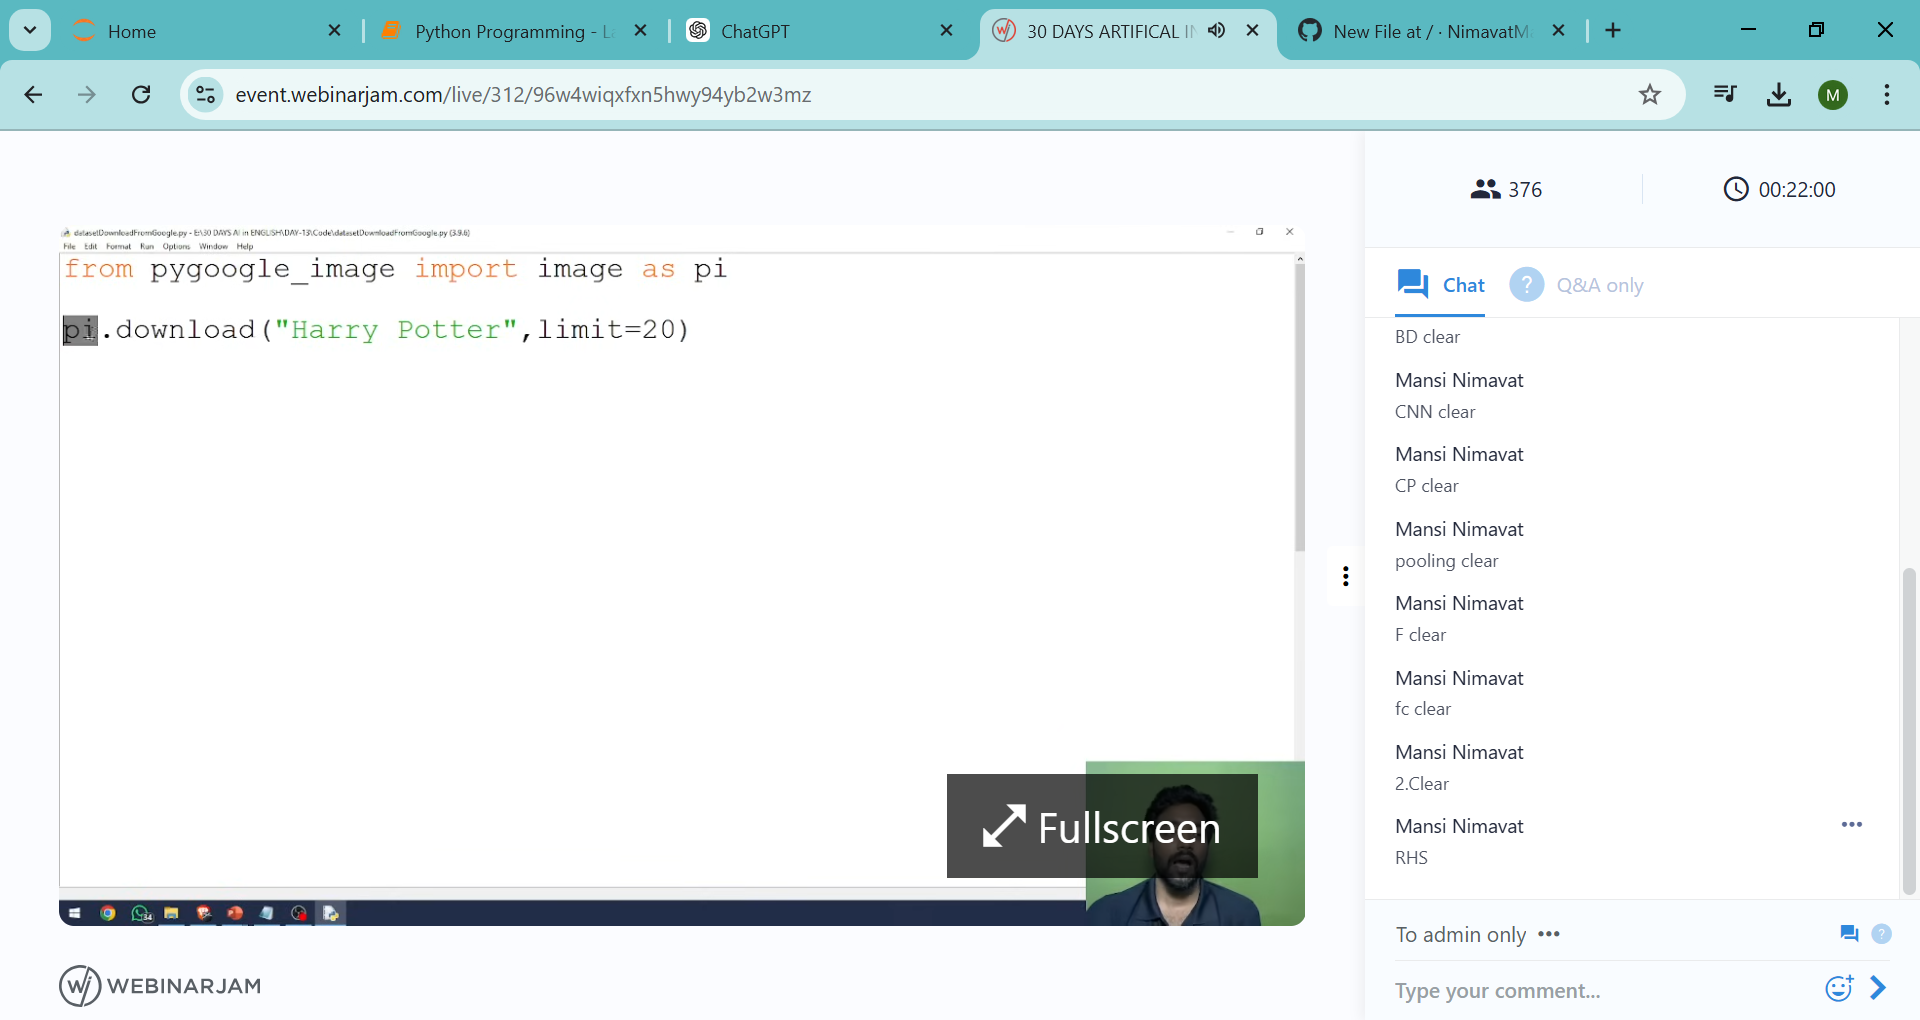 Home
Python Programming - L
ChatGPT
30 DAYS ARTIFICAL IN
New File at / · NimavatM
event.webinarjam.com/live/312/96w4wiqxfxn5hwy94yb2w3mz
M
376
00:22:00
datasetDownloadFromGoogle.py - E:\30 DAYS AI in ENGLISH\DAY-13\Code\datasetDownloadFromGoogle.py (3.9.6)
File Edit Format Run Options Window Help
from pygoogle_image import image as pi
pi.download("Harry Potter",limit=20)
Fullscreen
34
WEBINARJAM
Chat
? Q&A only
BD clear
Mansi Nimavat
CNN clear
Mansi Nimavat
CP clear
Mansi Nimavat
pooling clear
Mansi Nimavat
F clear
Mansi Nimavat
fc clear
Mansi Nimavat
2.Clear
Mansi Nimavat
RHS
To admin only
?
Type your comment...